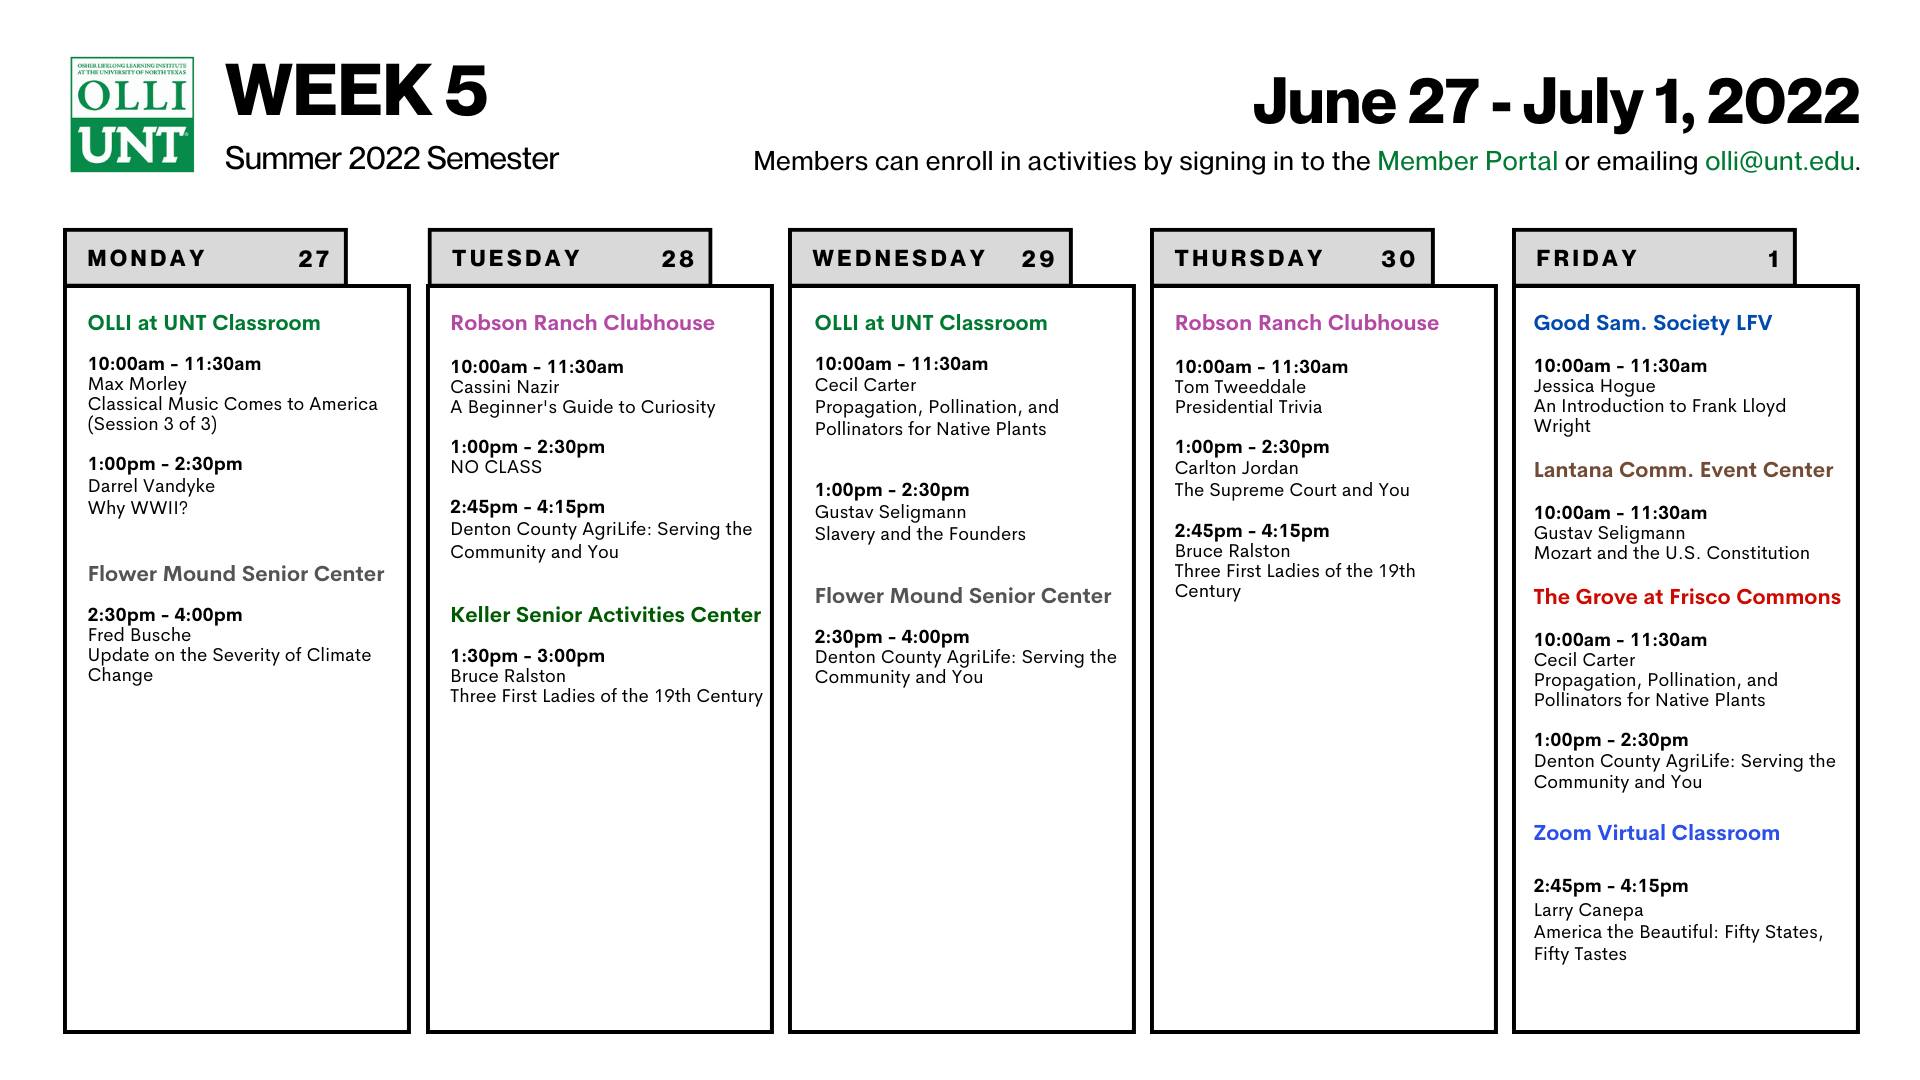 OSHER LIFELONG LEARNING INSTITUTE
AT THE UNIVERSITY OF NORTH TEXAS
OLLI
UNT
WEEK 5
Summer 2022 Semester
June 27 - July 1, 2022
Members can enroll in activities by signing in to the Member Portal or emailing olli@unt.edu.
MONDAY 27
OLLI at UNT Classroom
10:00am - 11:30am
Max Morley
Classical Music Comes to America
(Session 3 of 3)
1:00pm - 2:30pm
Darrel Vandyke
Why WWII?
Flower Mound Senior Center
2:30pm - 4:00pm
Fred Busche
Update on the Severity of Climate
Change
TUESDAY 28
Robson Ranch Clubhouse
10:00am - 11:30am
Cassini Nazir
A Beginner's Guide to Curiosity
1:00pm - 2:30pm
NO CLASS
2:45pm - 4:15pm
Denton County AgriLife: Serving the
Community and You
Keller Senior Activities Center
1:30pm - 3:00pm
Bruce Ralston
Three First Ladies of the 19th Century
WEDNESDAY 29
OLLI at UNT Classroom
10:00am - 11:30am
Cecil Carter
Propagation, Pollination, and
Pollinators for Native Plants
1:00pm - 2:30pm
Gustav Seligmann
Slavery and the Founders
Flower Mound Senior Center
2:30pm - 4:00pm
Denton County AgriLife: Serving the
Community and You
THURSDAY 30
Robson Ranch Clubhouse
10:00am - 11:30am
Tom Tweeddale
Presidential Trivia
1:00pm - 2:30pm
Carlton Jordan
The Supreme Court and You
2:45pm - 4:15pm
Bruce Ralston
Three First Ladies of the 19th
Century
FRIDAY 1
Good Sam. Society LFV
10:00am - 11:30am
Jessica Hogue
An Introduction to Frank Lloyd
Wright
Lantana Comm. Event Center
10:00am - 11:30am
Gustav Seligmann
Mozart and the U.S. Constitution
The Grove at Frisco Commons
10:00am - 11:30am
Cecil Carter
Propagation, Pollination, and
Pollinators for Native Plants
1:00pm - 2:30pm
Denton County AgriLife: Serving the
Community and You
Zoom Virtual Classroom
2:45pm - 4:15pm
Larry Canepa
America the Beautiful: Fifty States,
Fifty Tastes